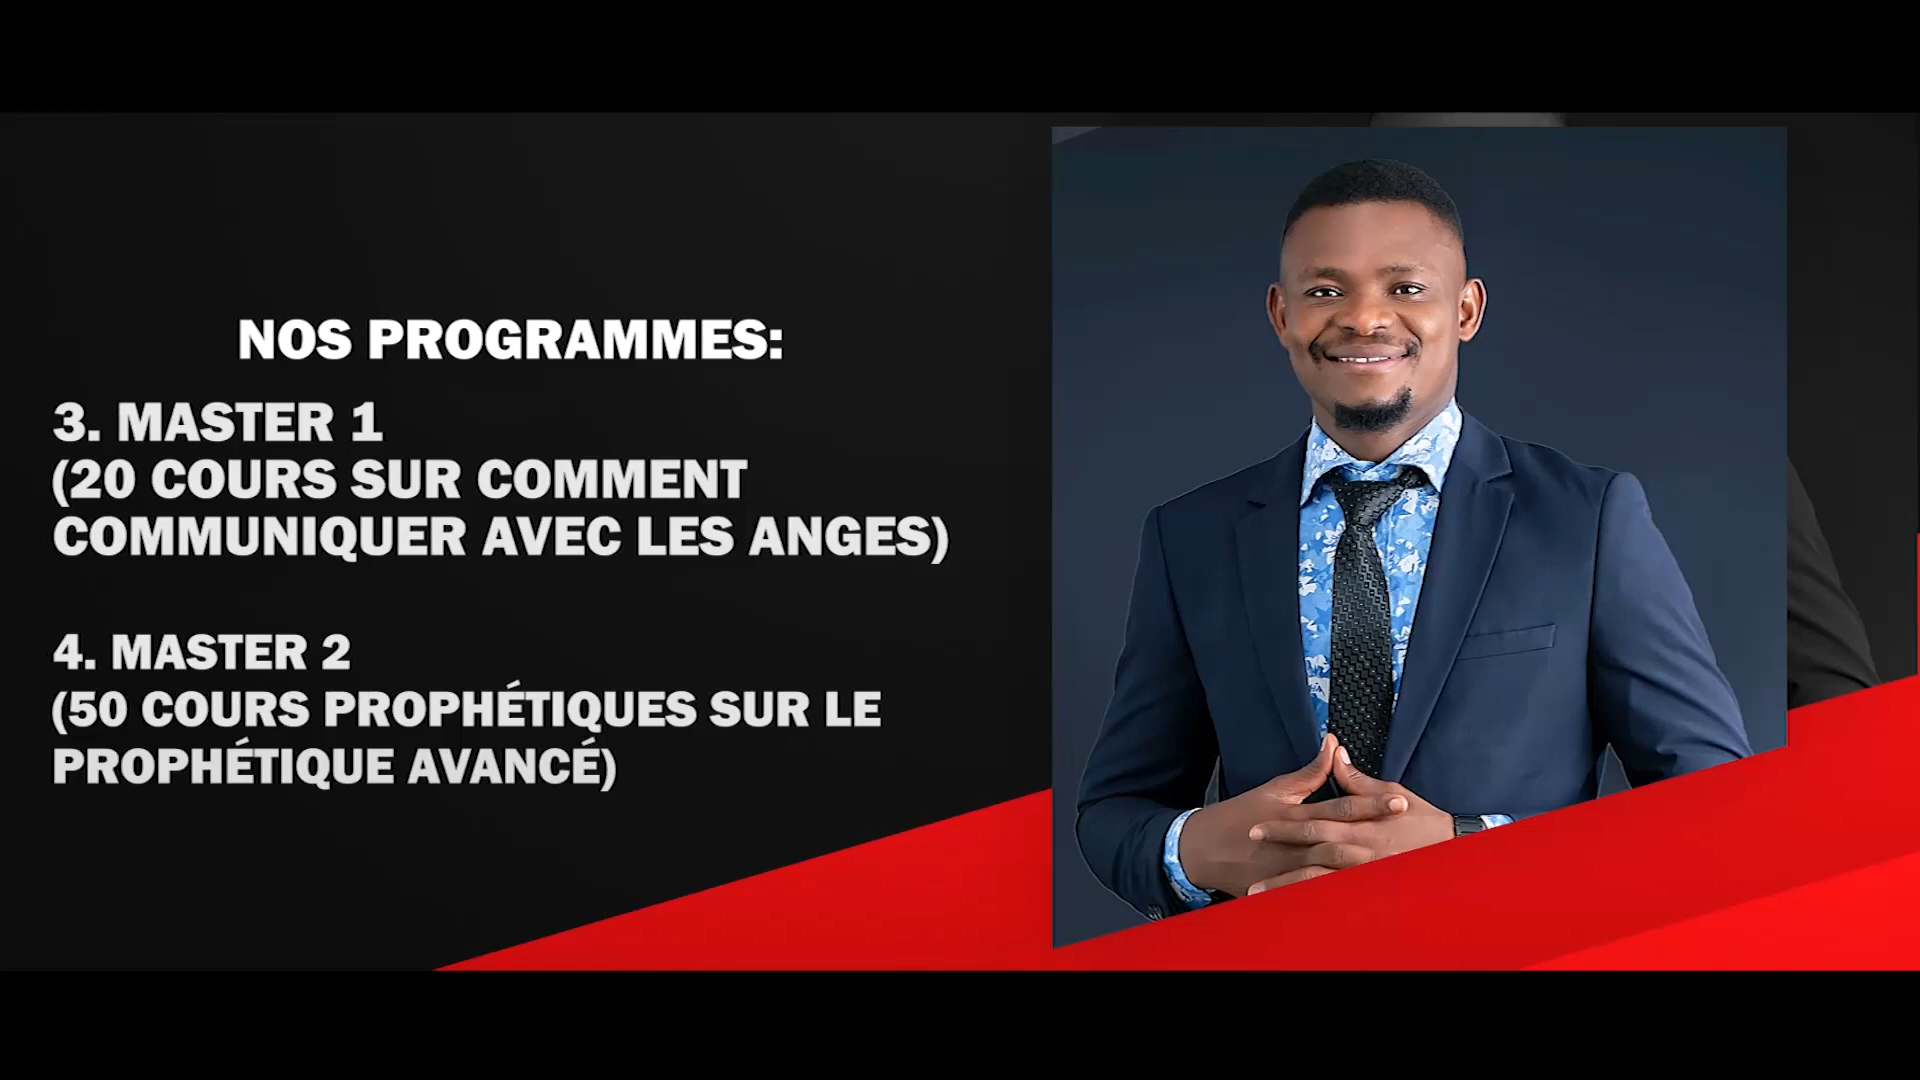 NOS PROGRAMMES:
3. MASTER 1
(20 COURS SUR COMMENT
COMMUNIQUER AVEC LES ANGES)
4. MASTER 2
(50 COURS PROPHÉTIQUES SUR LE
PROPHÉTIQUE AVANCÉ)